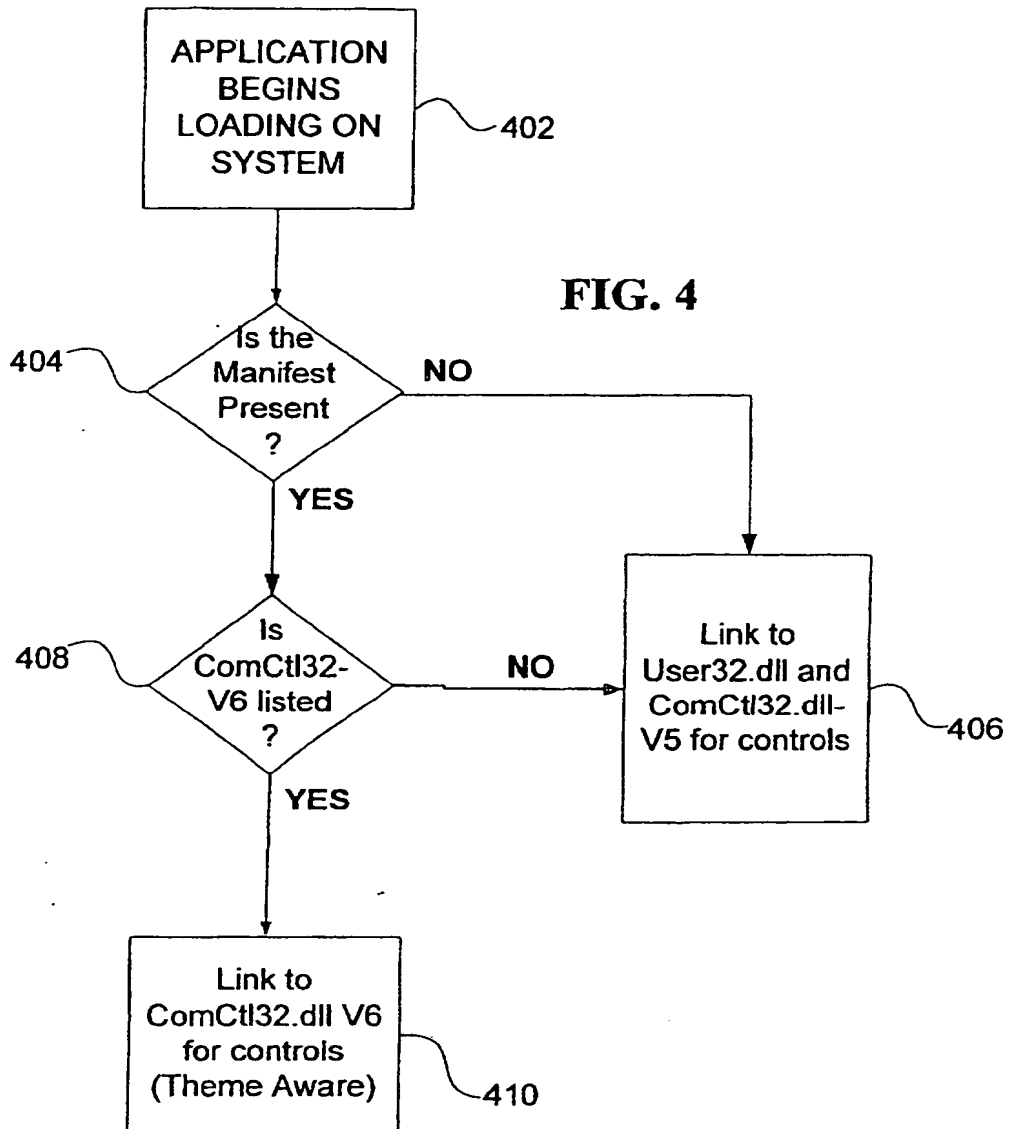 APPLICATION
BEGINS
LOADING ON
SYSTEM
402
FIG. 4
404
Is the
Manifest
Present
?
NO
YES
408
Is
ComCtl32-
V6 listed
?
NO
YES
Link to
User32.dll and
ComCtl32.dll-
V5 for controls
406
Link to
ComCtl32.dll V6
for controls
(Theme Aware)
410